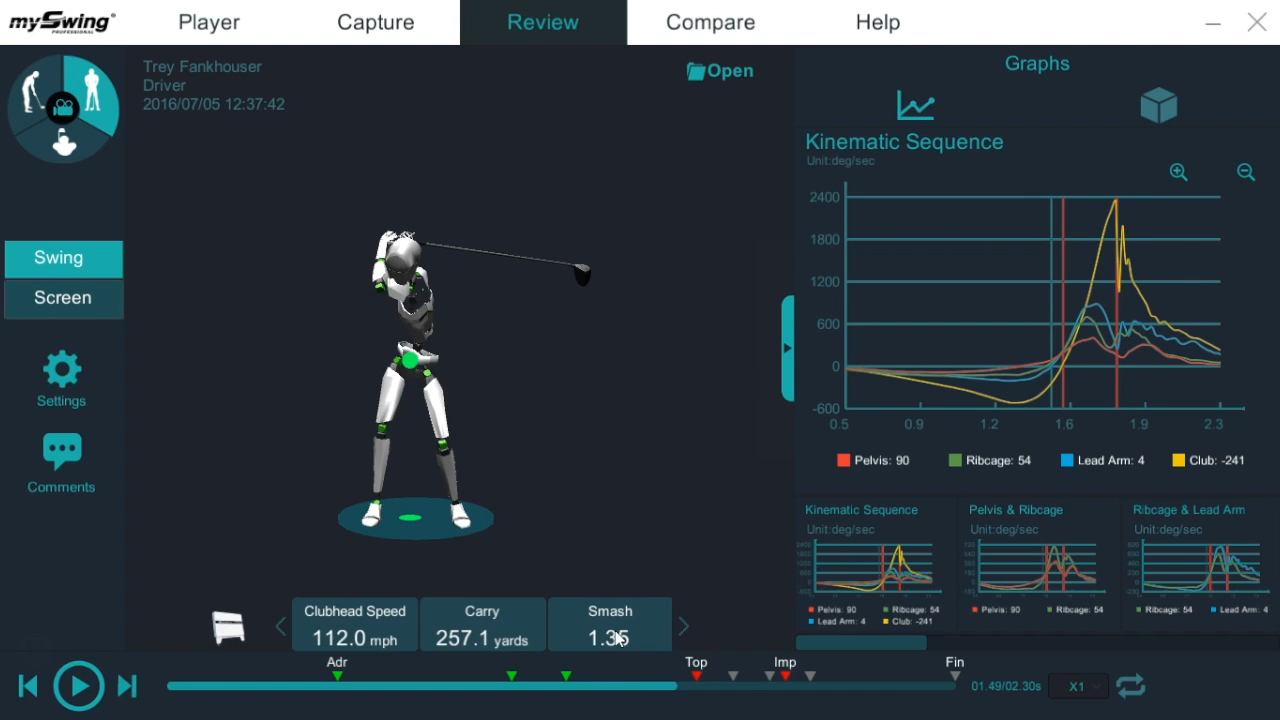 mySwing
PROFESSIONAL
Player
Capture
Review
Compare
Help
Trey Fankhouser
Driver
2016/07/05 12:37:42
Open
Swing
Screen
Settings
Comments
Graphs
Kinematic Sequence
Unit:deg/sec
2400
1800
1200
600
0
-600
0.5 0.9 1.2 1.6 1.9 2.3
Pelvis: 90 Ribcage: 54 Lead Arm: 4 Club: -241
Kinematic Sequence
Unit:deg/sec
Pelvis: 90 Ribcage: 54
Lead Arm: 4 Club: -241
Pelvis & Ribcage
Unit:deg/sec
Pelvis: 90 Ribcage: 54
Ribcage & Lead Arm
Unit:deg/sec
Ribcage: 54 Lead Arm: 4
Clubhead Speed
112.0 mph
Carry
257.1 yards
Smash
1.35
Adr Top Imp Fin
01.49/02.30s X1